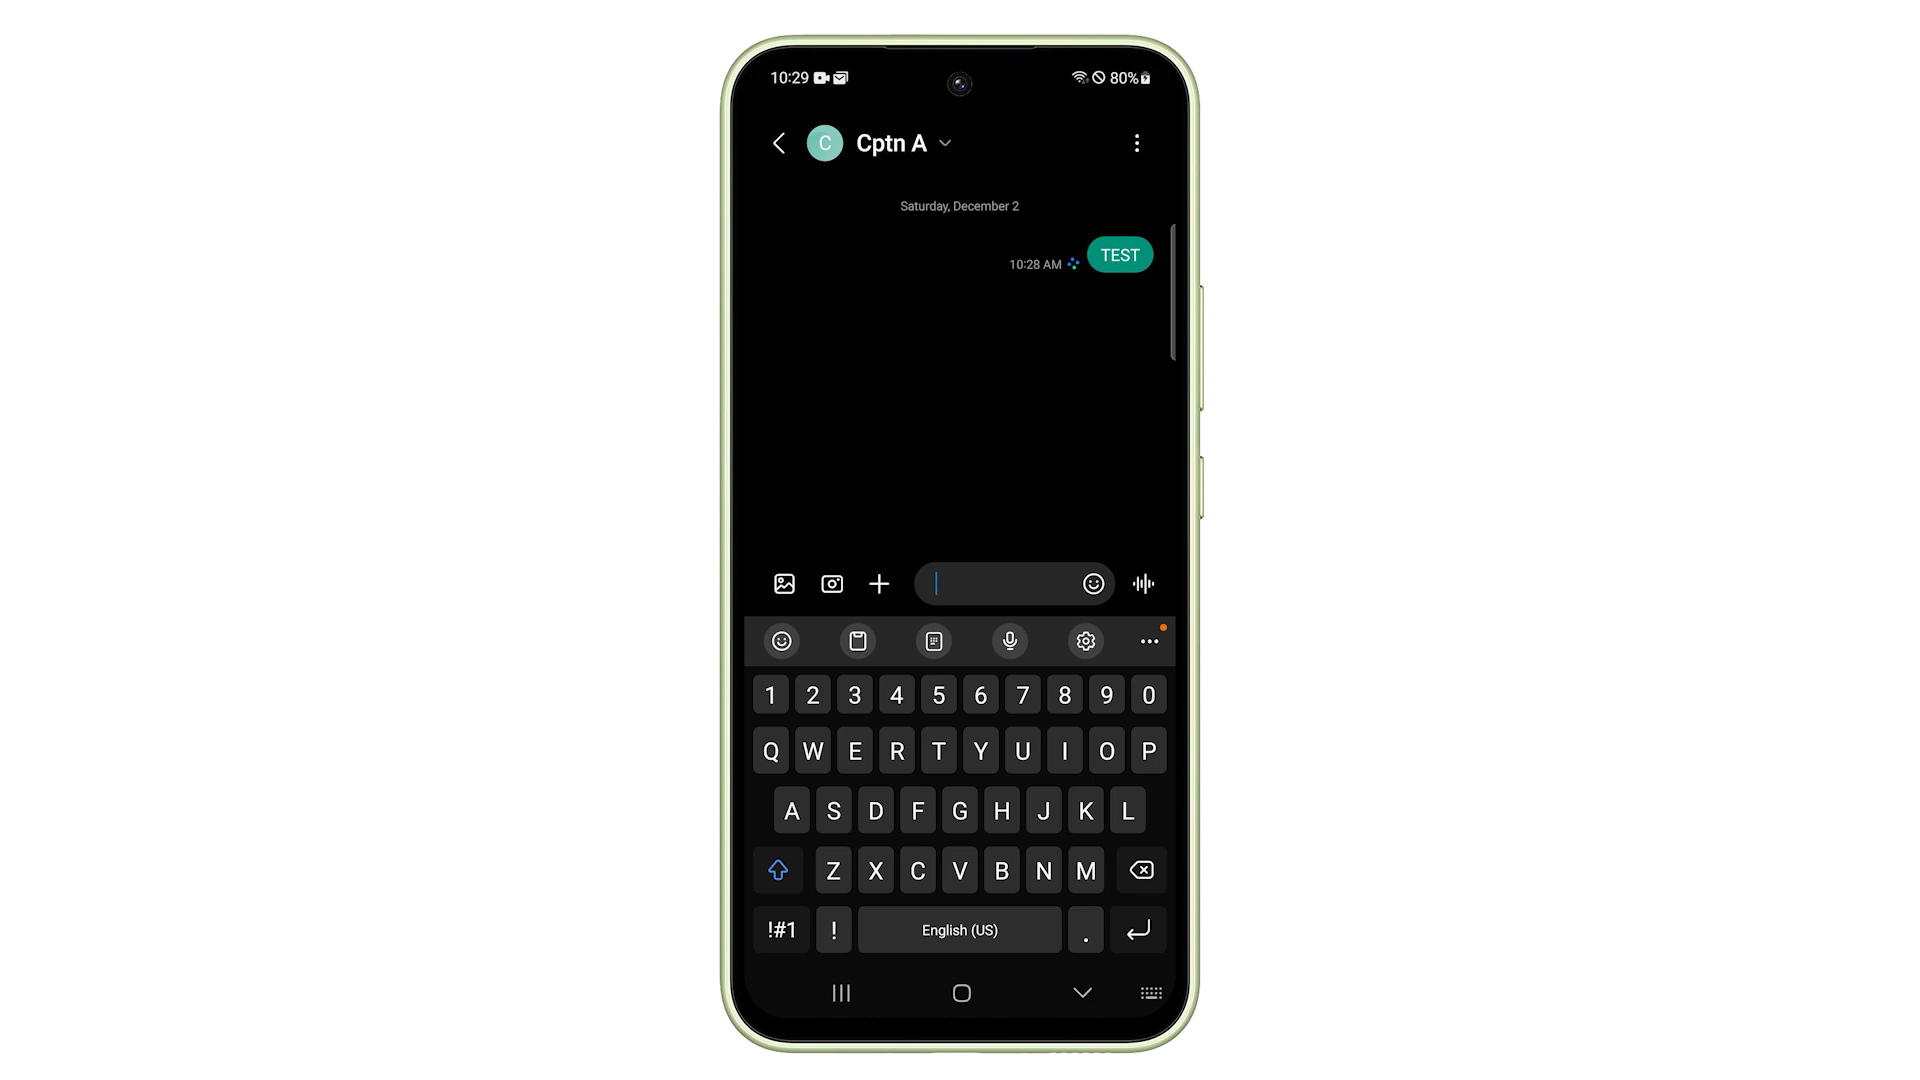 10:29 80%
C Cptn A
Saturday, December 2
10:28 AM TEST
1 2 3 4 5 6 7 8 9 0
Q W E R T Y U I O P
A S D F G H J K L
Z X C V B N M
!#1 ! English (US) .